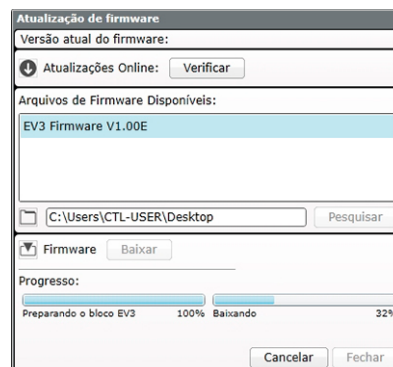 Atualização de firmware
Versão atual do firmware:
Atualizações Online: Verificar
Arquivos de Firmware Disponíveis:
EV3 Firmware V1.00E
C:\Users\CTL-USER\Desktop Pesquisar
Firmware Baixar
Progresso:
Preparando o bloco EV3 100% Baixando 32%
Cancelar Fechar